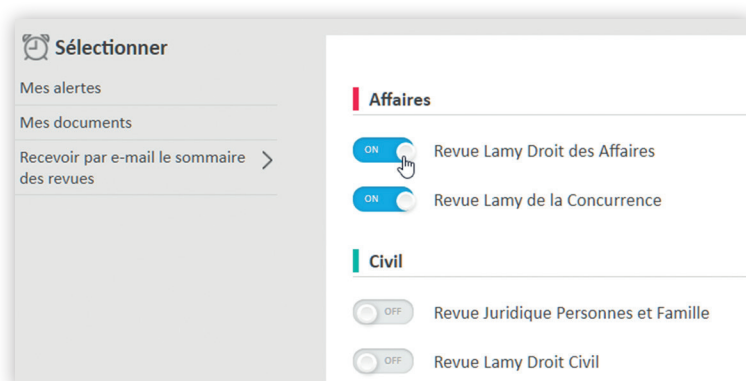 Sélectionner
Mes alertes
Mes documents
Recevoir par e-mail le sommaire
des revues
Affaires
ON Revue Lamy Droit des Affaires
ON Revue Lamy de la Concurrence
Civil
OFF Revue Juridique Personnes et Famille
OFF Revue Lamy Droit Civil